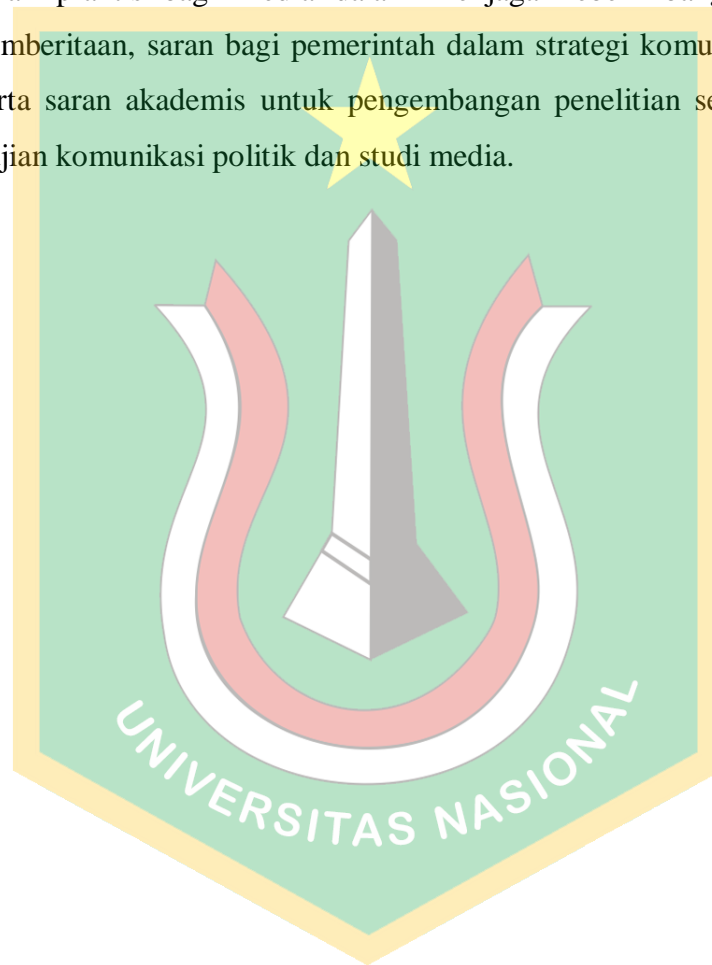 mberitaan, saran bagi pemerintah dalam strategi komu
rta saran akademis untuk pengembangan penelitian se
jian komunikasi politik dan studi media.
UNIVERSITAS NASIONAL